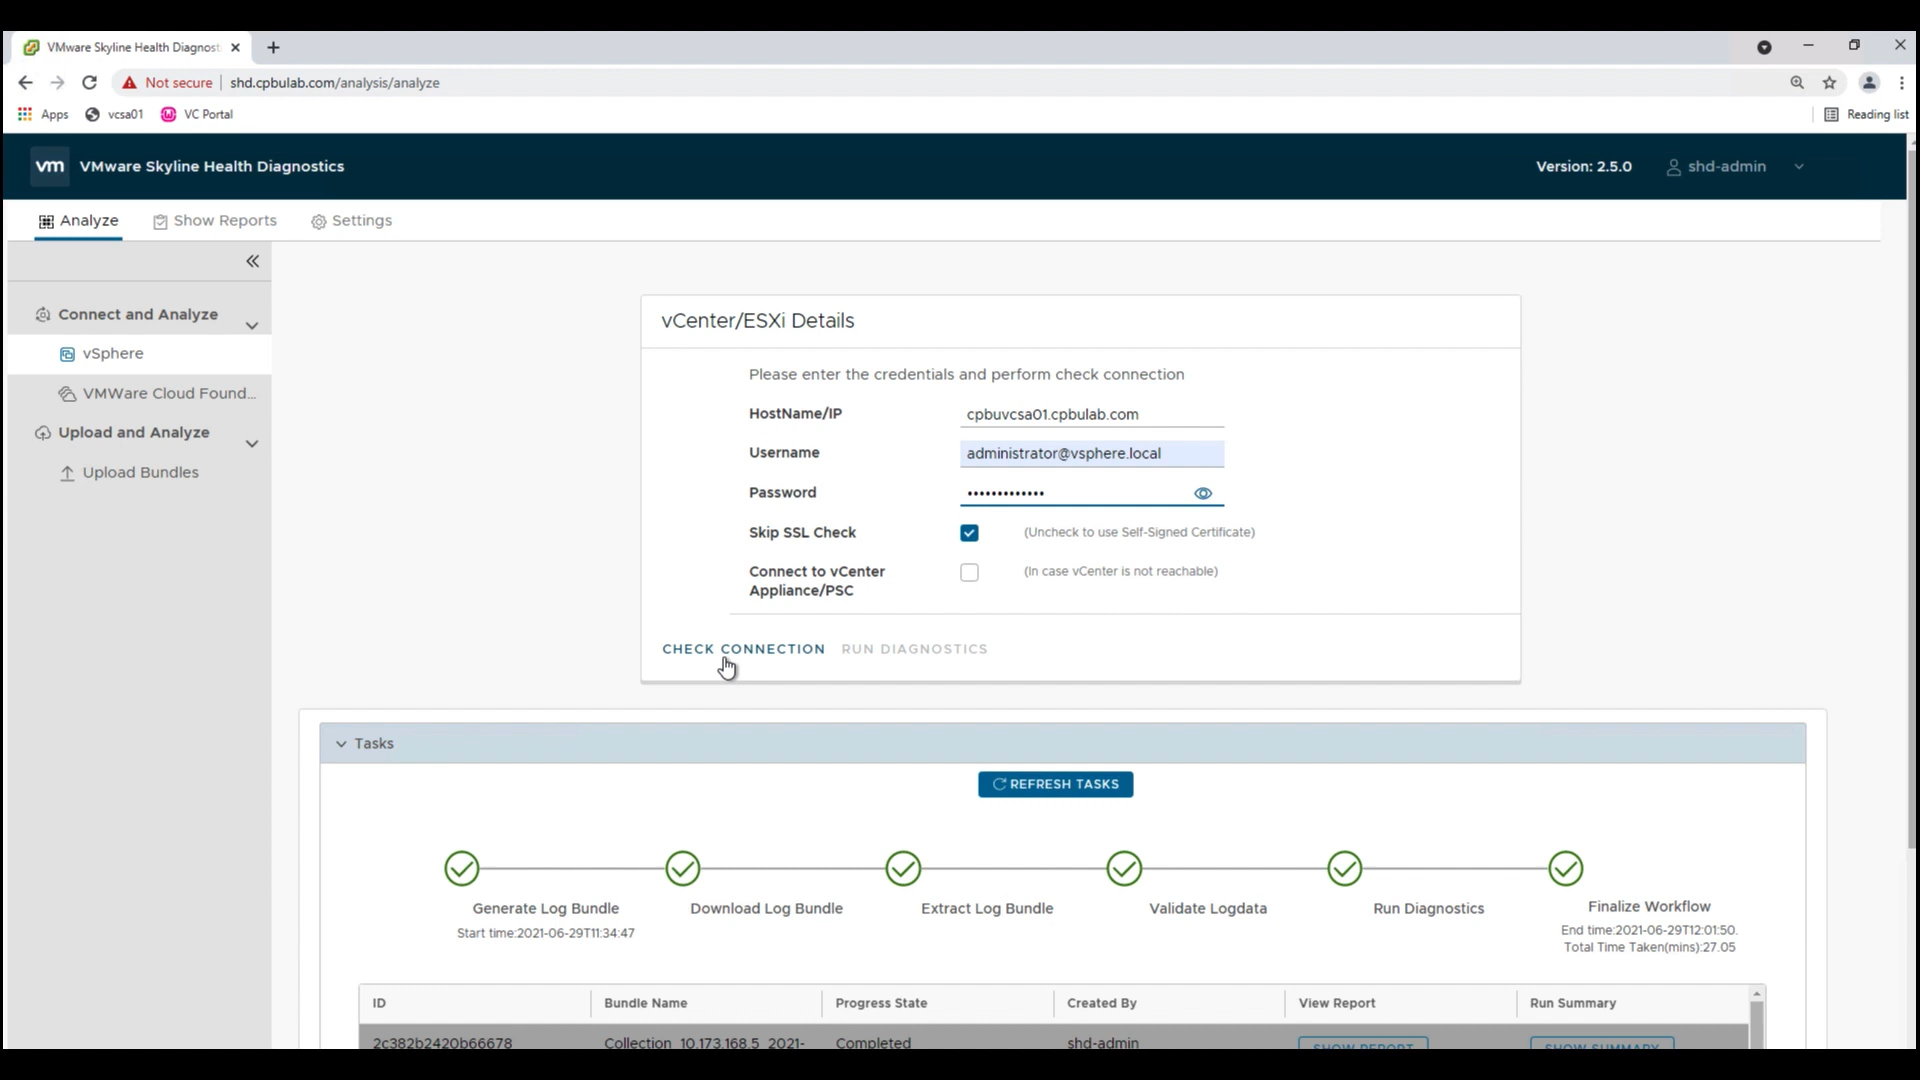 VMware Skyline Health Diagnost
Not secure
shd.cpbulab.com/analysis/analyze
Apps
vcsa01
VC Portal
Reading list
vm
VMware Skyline Health Diagnostics
Version: 2.5.0
shd-admin
Analyze
Show Reports
Settings
Connect and Analyze
vSphere
VMWare Cloud Found...
Upload and Analyze
Upload Bundles
vCenter/ESXi Details
Please enter the credentials and perform check connection
HostName/IP
cpbuvcsa01.cpbulab.com
Username
administrator@vsphere.local
Password
•••••••••••••
Skip SSL Check
(Uncheck to use Self-Signed Certificate)
Connect to vCenter
Appliance/PSC
(In case vCenter is not reachable)
CHECK CONNECTION
RUN DIAGNOSTICS
Tasks
REFRESH TASKS
Generate Log Bundle
Start time:2021-06-29T11:34:47
Download Log Bundle
Extract Log Bundle
Validate Logdata
Run Diagnostics
Finalize Workflow
End time:2021-06-29T12:01:50.
Total Time Taken(mins):27.05
ID
Bundle Name
Progress State
Created By
View Report
Run Summary
2c382b2420b66678
Collection_10.173.168.5_2021-
Completed
shd-admin
SHOW REPORT
SHOW SUMMARY